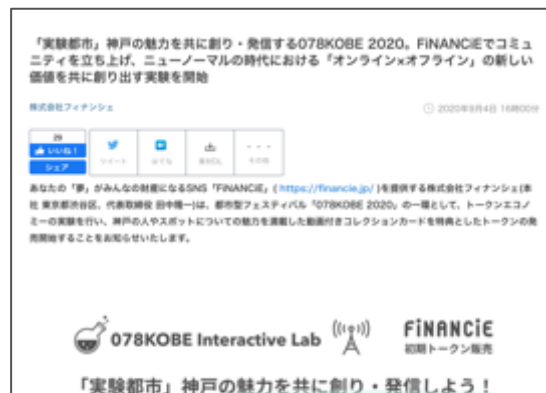 「実験都市」神戸の魅力を共に創り・発信する078KOBE 2020。FiNANCiEでコミュ
ニティを立ち上げ、ニューノーマルの時代における「オンライン×オフライン」の新しい
価値を共に創り出す実験を開始
株式会社フィナンシェ
2020年9月4日 16時00分
29
いいね！
シェア
ツイート
はてな
素材DL
その他
あなたの「夢」がみんなの財産になるSNS「FiNANCiE」( https://financie.jp/ )を提供する株式会社フィナンシェ(本
社 東京都渋谷区、代表取締役 田中隆一)は、都市型フェスティバル「078KOBE 2020」の一環として、トークンエコノ
ミーの実験を行い、神戸の人やスポットについての魅力を満載した動画付きコレクションカードを特典としたトークンの発
売開始することをお知らせいたします。
078KOBE Interactive Lab
FiNANCiE
初期トークン販売
「実験都市」神戸の魅力を共に創り・発信しよう！